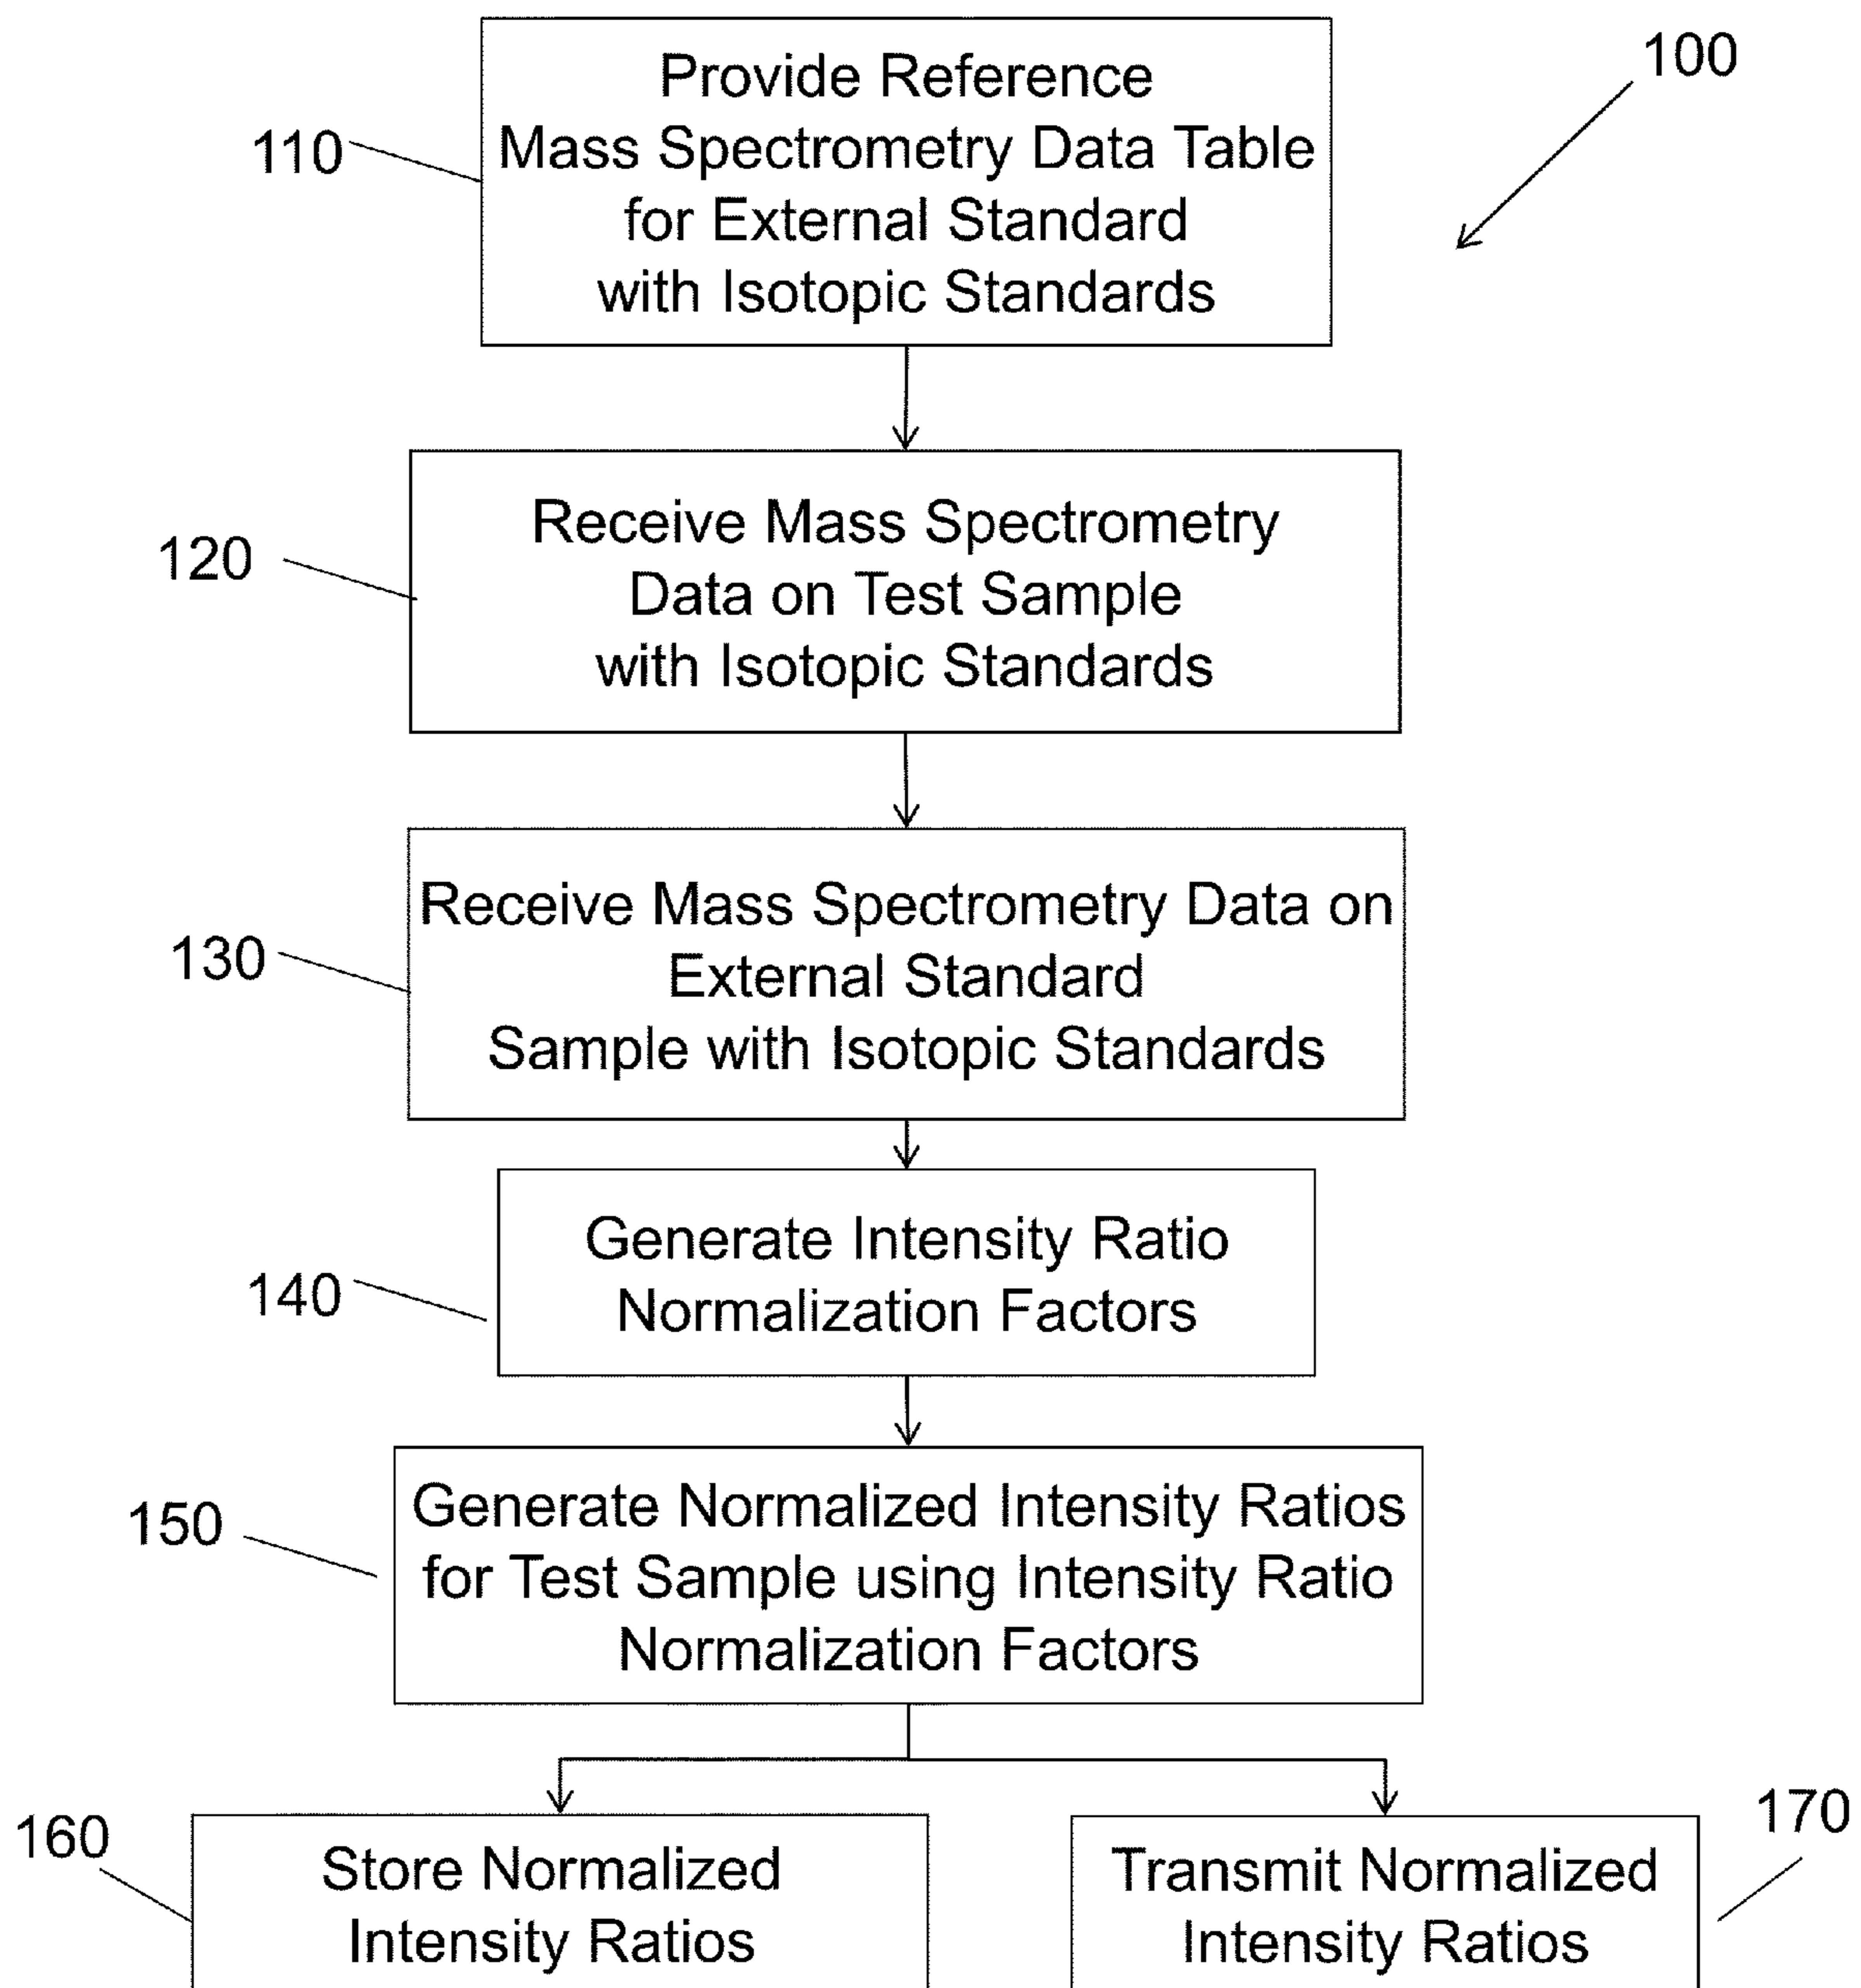 100
110
Provide Reference
Mass Spectrometry Data Table
for External Standard
with Isotopic Standards
120
Receive Mass Spectrometry
Data on Test Sample
with Isotopic Standards
130
Receive Mass Spectrometry Data on
External Standard
Sample with Isotopic Standards
140
Generate Intensity Ratio
Normalization Factors
150
Generate Normalized Intensity Ratios
for Test Sample using Intensity Ratio
Normalization Factors
160
Store Normalized
Intensity Ratios
170
Transmit Normalized
Intensity Ratios